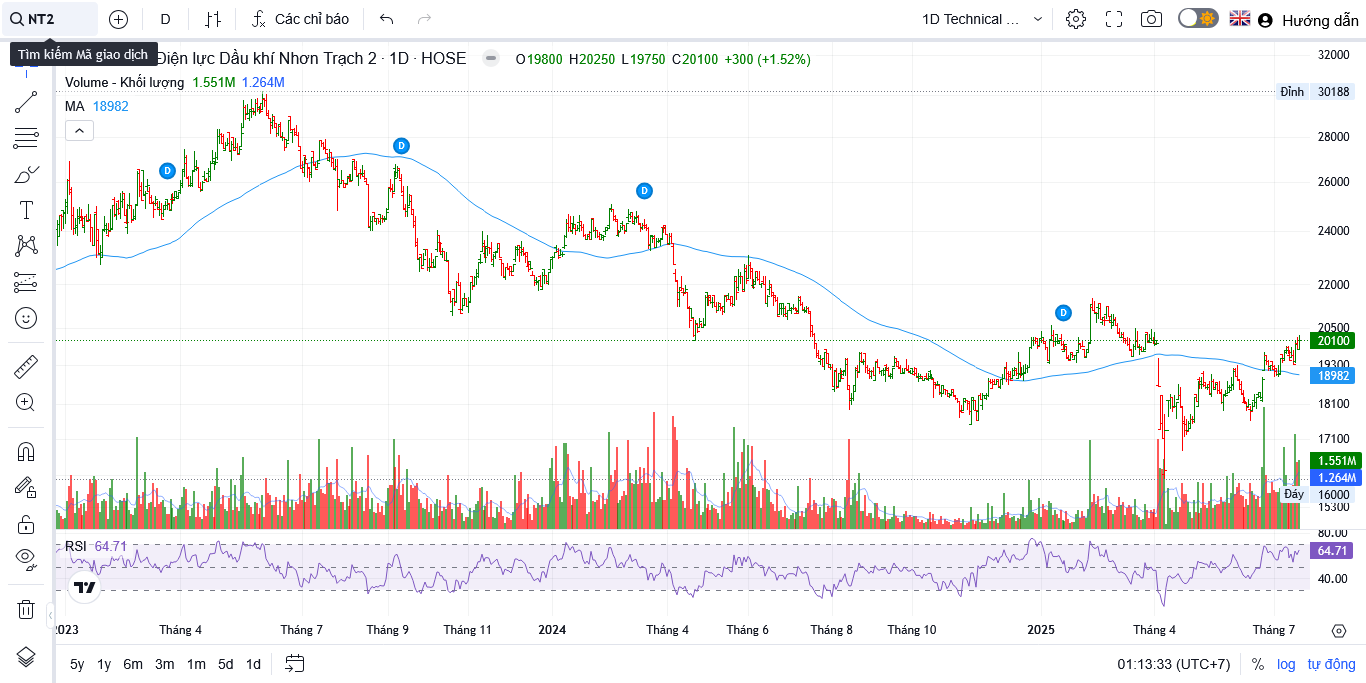 NT2
D
Các chỉ báo
1D Technical ...
Hướng dẫn
Tìm kiếm Mã giao dịch
Điện lực Dầu khí Nhơn Trạch 2 · 1D · HOSE
O19800 H20250 L19750 C20100 +300 (+1.52%)
Volume - Khối lượng 1.551M 1.264M
MA 18982
D
D
D
D
32000
Đỉnh 30188
28000
26000
24000
22000
20500
20100
19300
18982
18100
17100
1.551M
1.264M
Đáy 16000
15300
RSI 64.71
80.00
64.71
40.00
2023
Tháng 4
Tháng 7
Tháng 9
Tháng 11
2024
Tháng 4
Tháng 6
Tháng 8
Tháng 10
2025
Tháng 4
Tháng 7
5y 1y 6m 3m 1m 5d 1d
01:13:33 (UTC+7) % log tự động